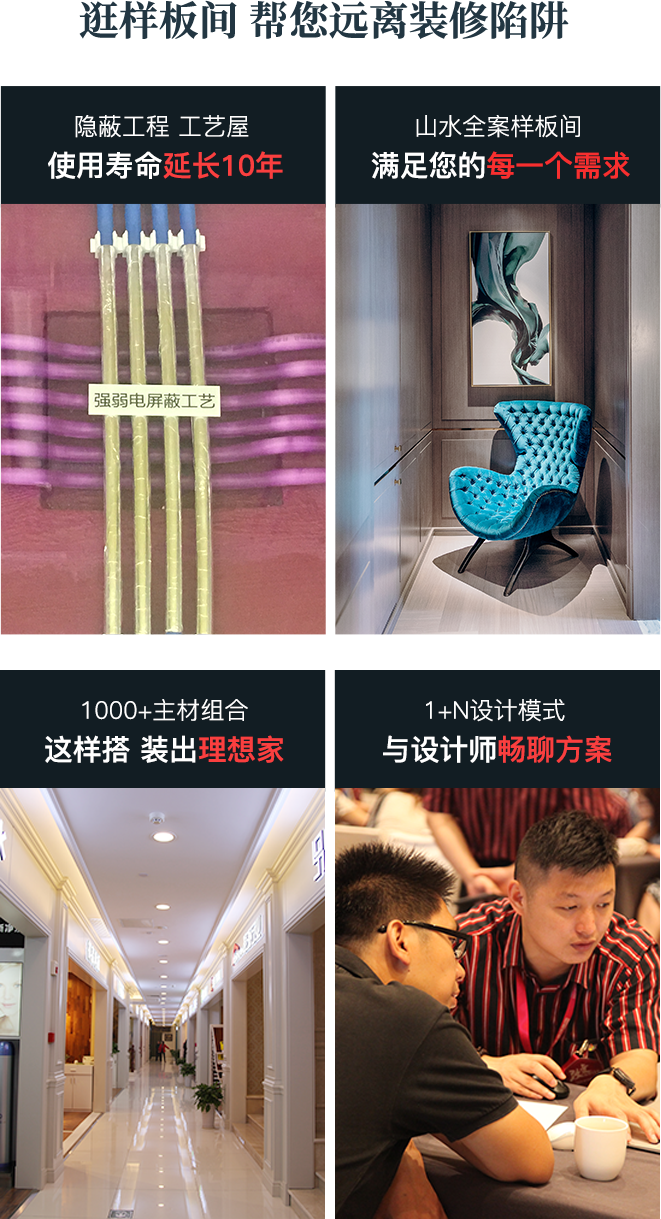 逛样板间 帮您远离装修陷阱
隐蔽工程 工艺屋
使用寿命延长10年
山水全案样板间
满足您的每一个需求
强弱电屏蔽工艺
1000+主材组合
这样搭 装出理想家
1+N设计模式
与设计师畅聊方案